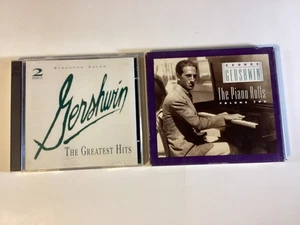 2
Gershwin
THE GREATEST HITS
GEORGE
GERSHWIN
The Piano Rolls
VOLUME TWO